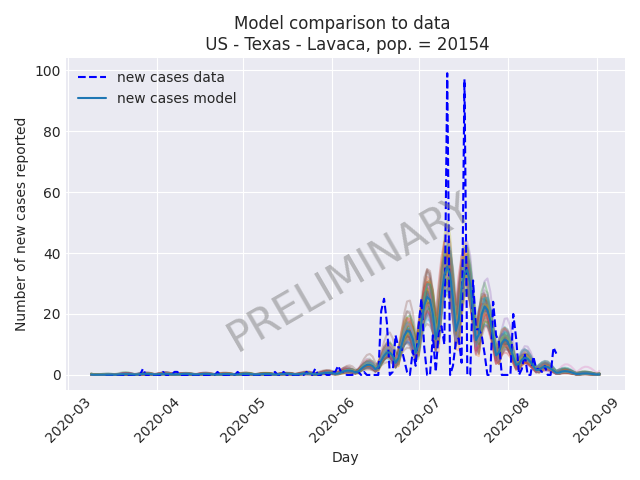 Model comparison to data
US - Texas - Lavaca, pop. = 20154
new cases data
new cases model
Number of new cases reported
100
80
60
40
20
0
PRELIMINARY
2020-03
2020-04
2020-05
2020-06
2020-07
2020-08
2020-09
Day